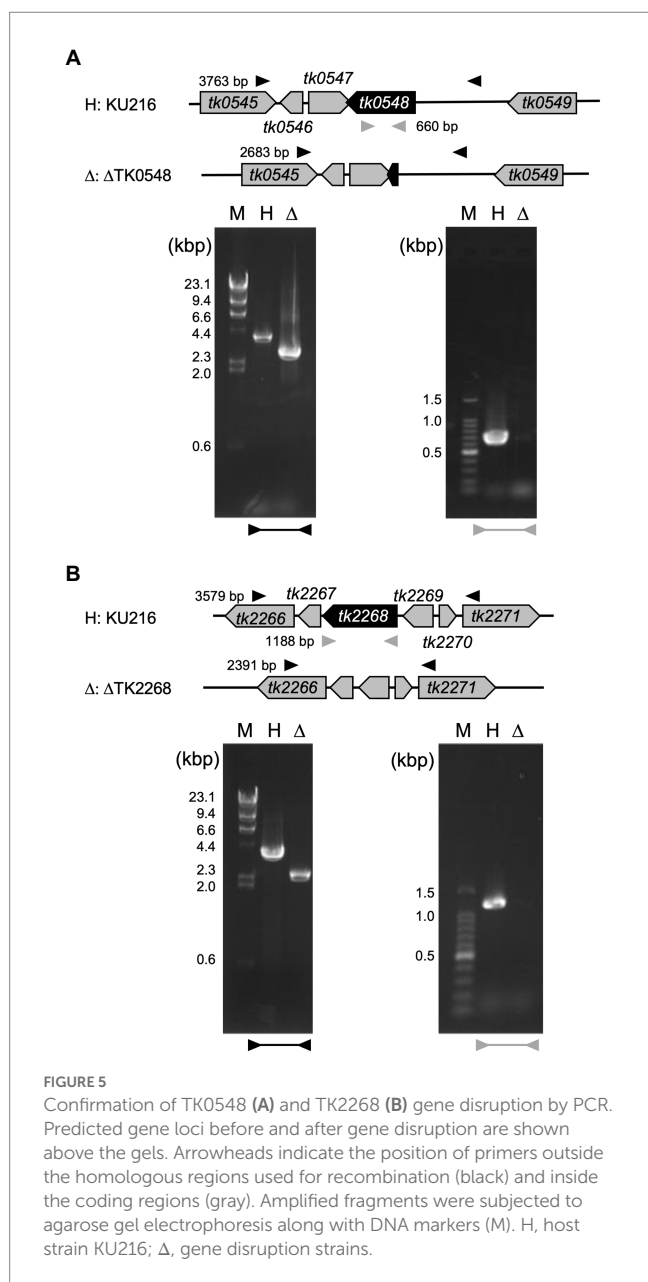 A
tk0547
3763 bp
H: KU216
tk0545
tk0548
tk0549
tk0546
660 bp
2683 bp
Δ: ΔTK0548
tk0545
tk0549
M H Δ
(kbp)
23.1
9.4
6.6
4.4
2.3
2.0
0.6
M H Δ
(kbp)
1.5
1.0
0.5
B
tk2267
tk2269
3579 bp
H: KU216
tk2266
tk2268
tk2271
1188 bp
tk2270
2391 bp
Δ: ΔTK2268
tk2266
tk2271
M H Δ
(kbp)
23.1
9.4
6.6
4.4
2.3
2.0
0.6
M H Δ
(kbp)
1.5
1.0
0.5
FIGURE 5
Confirmation of TK0548 (A) and TK2268 (B) gene disruption by PCR.
Predicted gene loci before and after gene disruption are shown
above the gels. Arrowheads indicate the position of primers outside
the homologous regions used for recombination (black) and inside
the coding regions (gray). Amplified fragments were subjected to
agarose gel electrophoresis along with DNA markers (M). H, host
strain KU216; Δ, gene disruption strains.